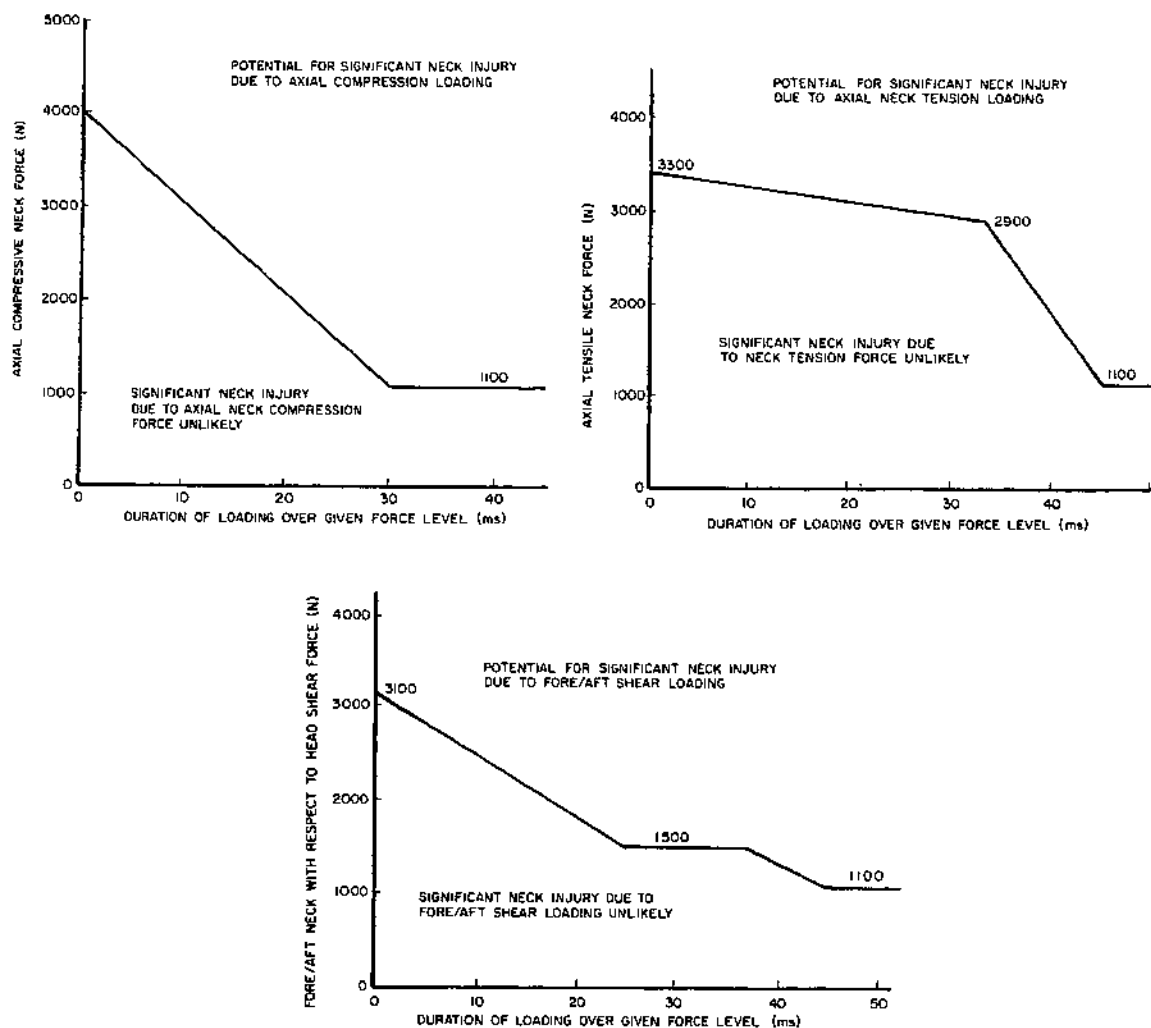 5000
4000
3000
2000
1000
0
AXIAL COMPRESSIVE NECK FORCE (N)
POTENTIAL FOR SIGNIFICANT NECK INJURY
DUE TO AXIAL COMPRESSION LOADING
1100
SIGNIFICANT NECK INJURY
DUE TO AXIAL NECK COMPRESSION
FORCE UNLIKELY
0 10 20 30 40
DURATION OF LOADING OVER GIVEN FORCE LEVEL (ms)
4000
3000
2000
1000
0
AXIAL TENSILE NECK FORCE (N)
POTENTIAL FOR SIGNIFICANT NECK INJURY
DUE TO AXIAL NECK TENSION LOADING
3300
2900
SIGNIFICANT NECK INJURY DUE
TO NECK TENSION FORCE UNLIKELY
1100
0 10 20 30 40
DURATION OF LOADING OVER GIVEN FORCE LEVEL (ms)
4000
3000
2000
1000
0
FORE/AFT NECK WITH RESPECT TO HEAD SHEAR FORCE (N)
POTENTIAL FOR SIGNIFICANT NECK INJURY
DUE TO FORE/AFT SHEAR LOADING
3100
1500
1100
SIGNIFICANT NECK INJURY DUE TO
FORE/AFT SHEAR LOADING UNLIKELY
0 10 20 30 40 50
DURATION OF LOADING OVER GIVEN FORCE LEVEL (ms)